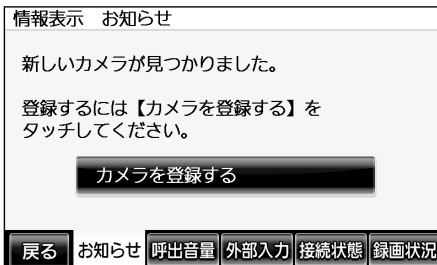 情報表示　お知らせ
新しいカメラが見つかりました。
登録するには【カメラを登録する】を
タッチしてください。
カメラを登録する
戻る お知らせ 呼出音量 外部入力 接続状態 録画状況